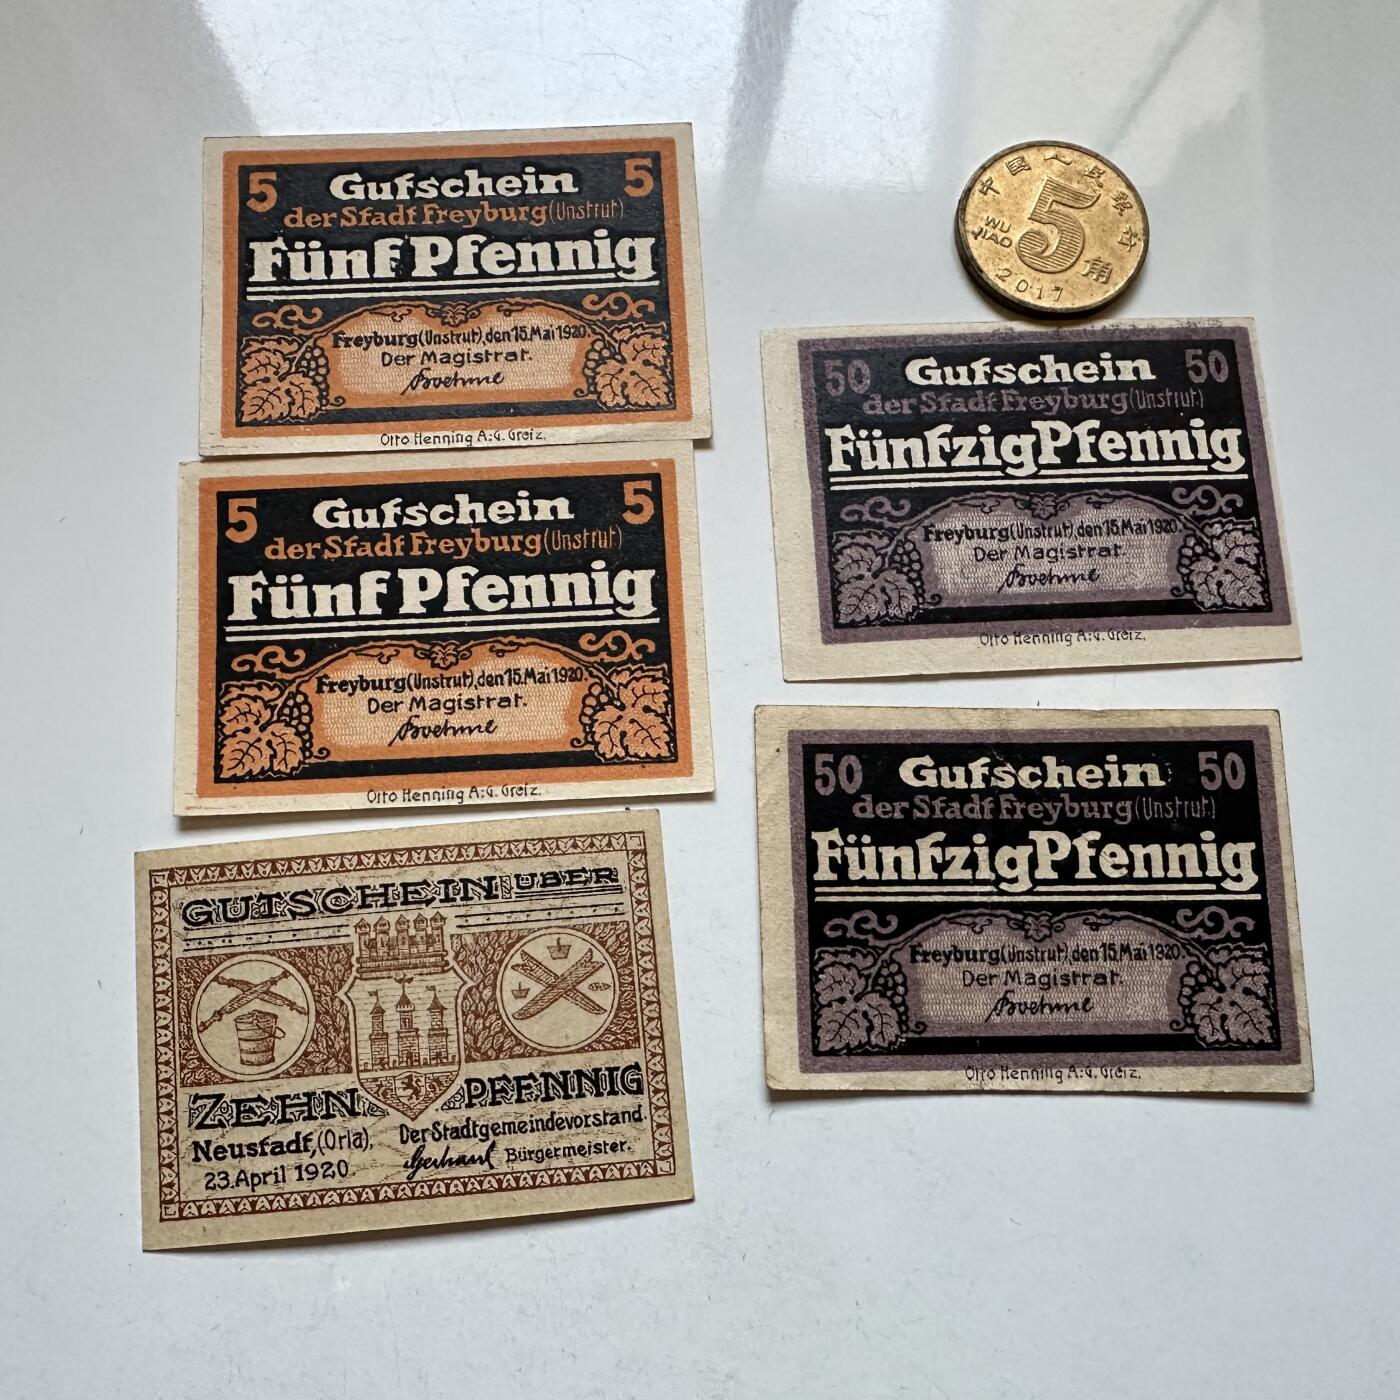 5 Gutschein 5
der Stadt Freyburg (Unstrut)
Fünf Pfennig
Freyburg (Unstrut), den 15. Mai 1920.
Der Magistrat.
Boehme
Otto Henning A.-G. Greiz.
5 Gutschein 5
der Stadt Freyburg (Unstrut)
Fünf Pfennig
Freyburg (Unstrut), den 15. Mai 1920.
Der Magistrat.
Boehme
Otto Henning A.-G. Greiz.
GUTSCHEIN ÜBER
ZEHN PFENNIG
Neustadt, (Orla), Der Stadtgemeindevorstand.
23. April 1920. Bürgermeister.
中国人民银行
5角
WU
JIAO
2017
50 Gutschein 50
der Stadt Freyburg (Unstrut)
Fünfzig Pfennig
Freyburg (Unstrut), den 15. Mai 1920.
Der Magistrat.
Boehme
Otto Henning A.-G. Greiz.
50 Gutschein 50
der Stadt Freyburg (Unstrut)
Fünfzig Pfennig
Freyburg (Unstrut), den 15. Mai 1920.
Der Magistrat.
Boehme
Otto Henning A.-G. Greiz.